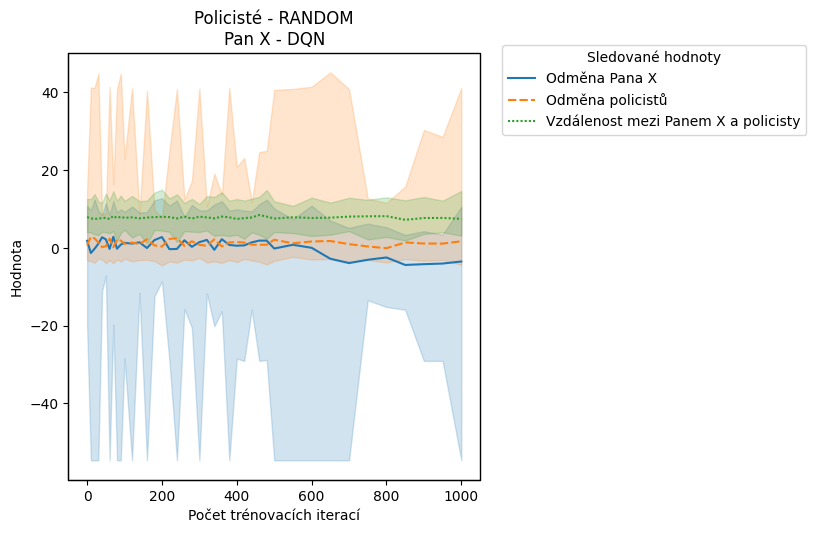 Policisté - RANDOM
Pan X - DQN
Sledované hodnoty
Odměna Pana X
Odměna policistů
Vzdálenost mezi Panem X a policisty
Hodnota
40
20
0
−20
−40
0 200 400 600 800 1000
Počet trénovacích iterací